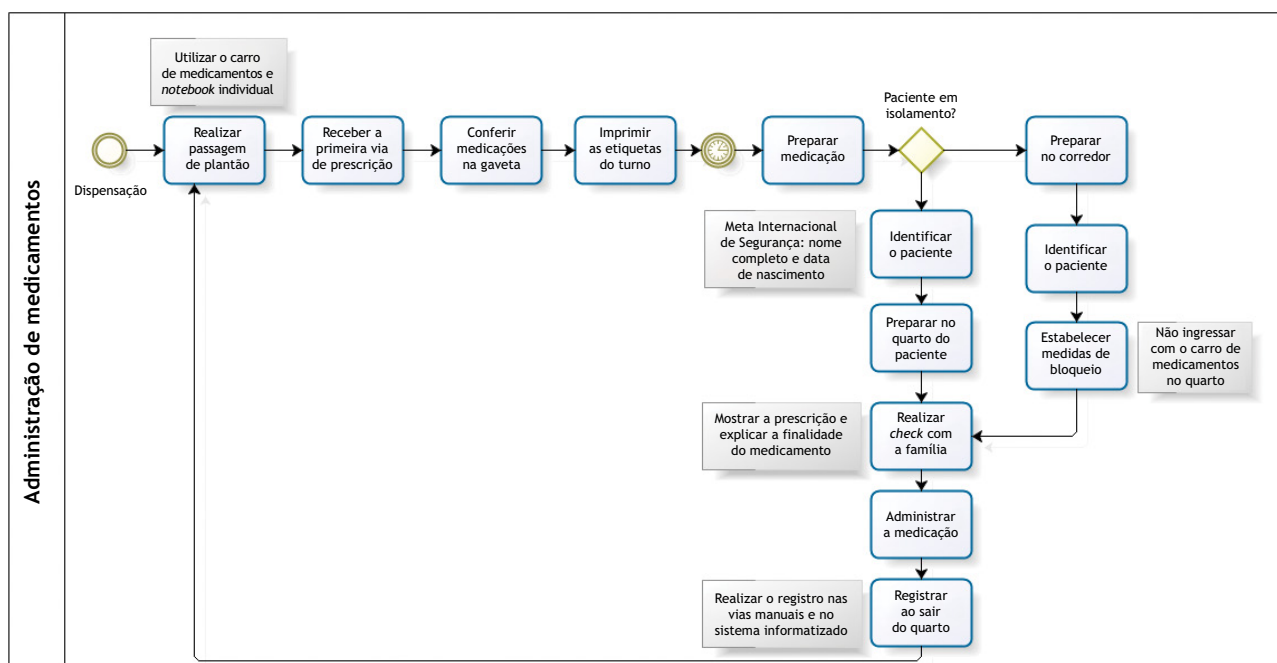 Administração de medicamentos
Utilizar o carro
de medicamentos e
notebook individual
Dispensação
Realizar
passagem
de plantão
Receber a
primeira via
de prescrição
Conferir
medicações
na gaveta
Imprimir
as etiquetas
do turno
Preparar
medicação
Paciente em
isolamento?
Preparar
no corredor
Meta Internacional
de Segurança: nome
completo e data
de nascimento
Identificar
o paciente
Identificar
o paciente
Preparar no
quarto do
paciente
Estabelecer
medidas de
bloqueio
Não ingressar
com o carro de
medicamentos
no quarto
Mostrar a prescrição e
explicar a finalidade
do medicamento
Realizar
check com
a família
Administrar
a medicação
Realizar o registro nas
vias manuais e no
sistema informatizado
Registrar
ao sair
do quarto